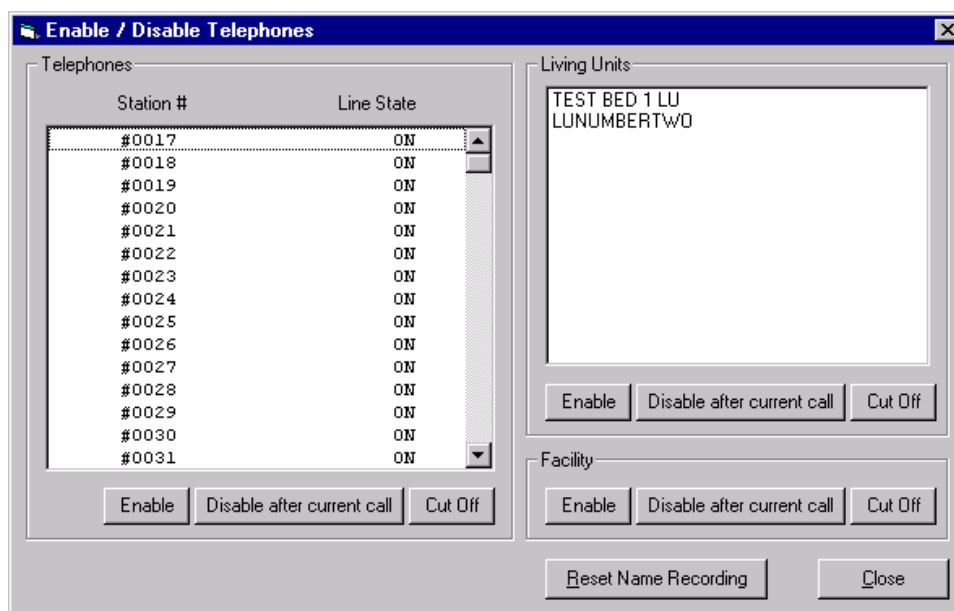 Enable / Disable Telephones
Telephones
Station # Line State
#0017 ON
#0018 ON
#0019 ON
#0020 ON
#0021 ON
#0022 ON
#0023 ON
#0024 ON
#0025 ON
#0026 ON
#0027 ON
#0028 ON
#0029 ON
#0030 ON
#0031 ON
Enable Disable after current call Cut Off
Living Units
TEST BED 1 LU
LUNUMBERTWO
Enable Disable after current call Cut Off
Facility
Enable Disable after current call Cut Off
Reset Name Recording Close